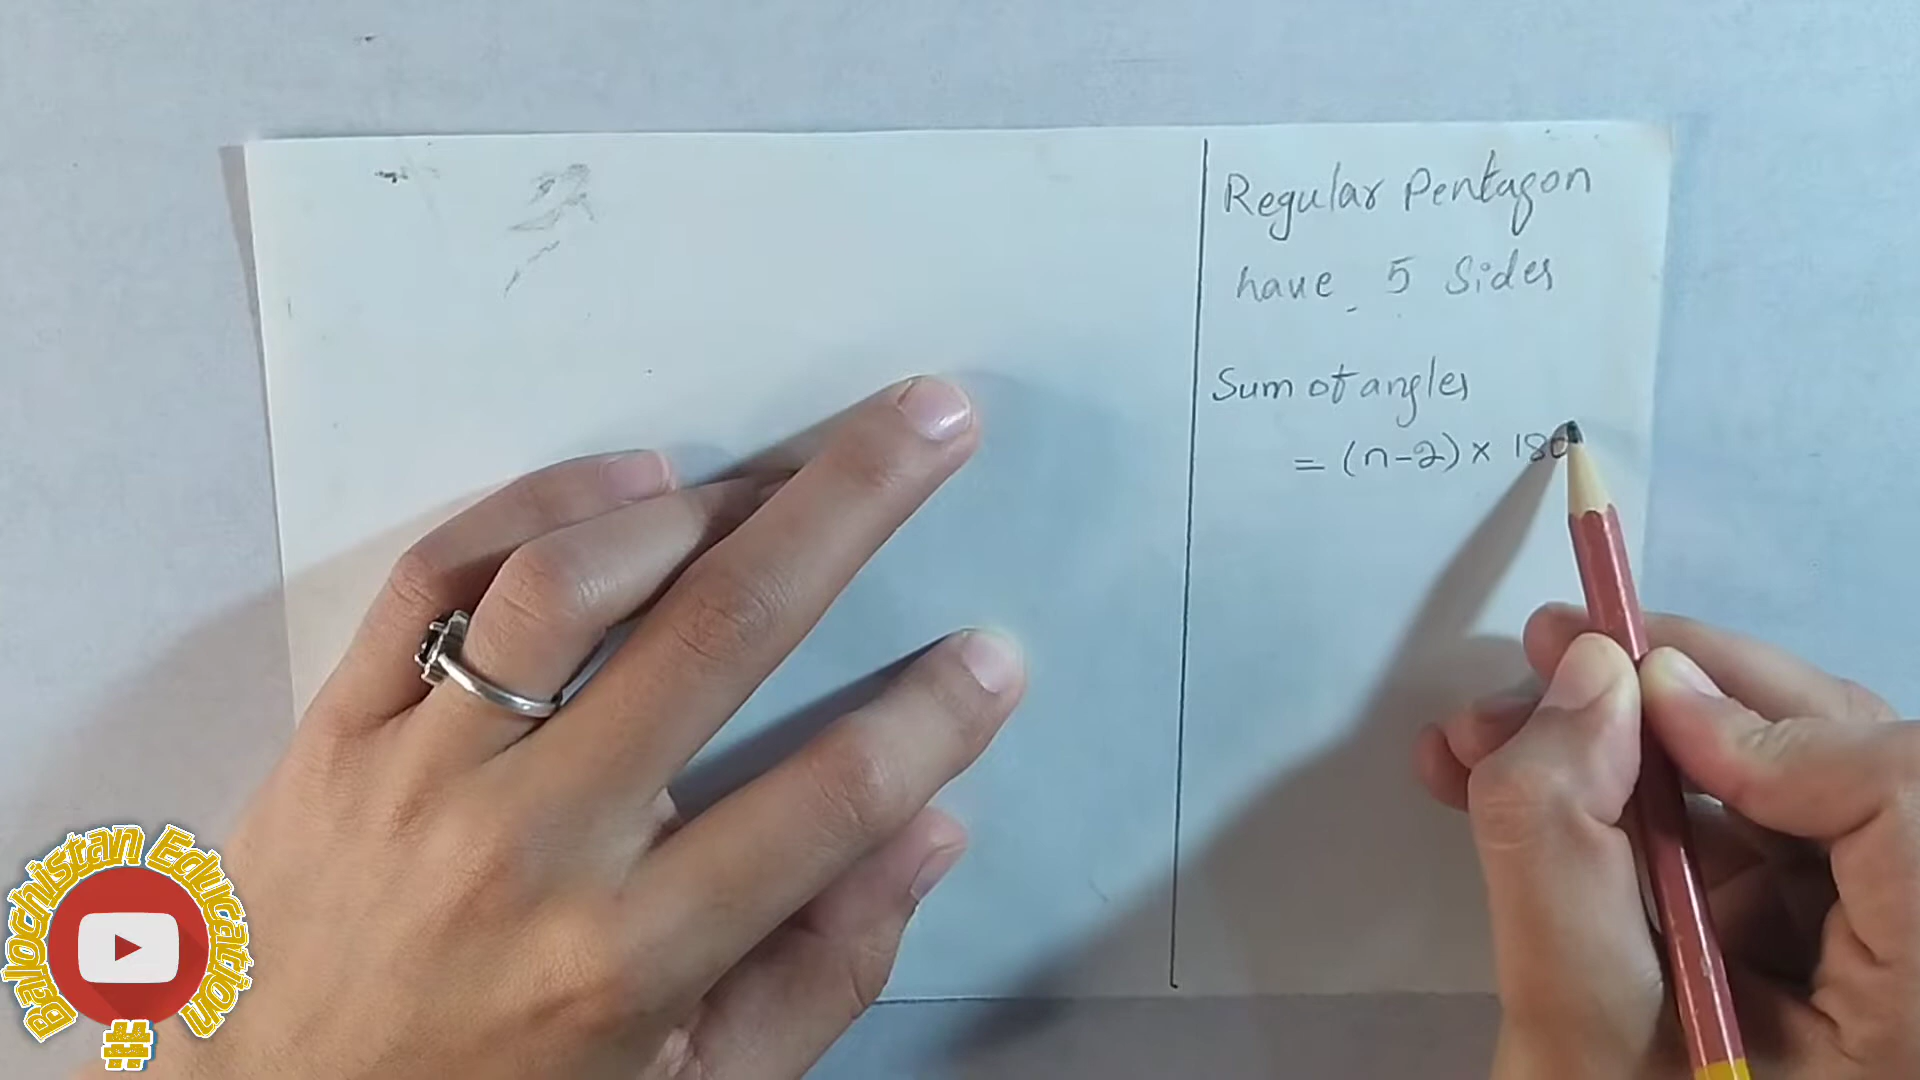 Regular Pentagon
have 5 Sides
Sum of angles
= (n-2) × 180
Balochistan Education
#